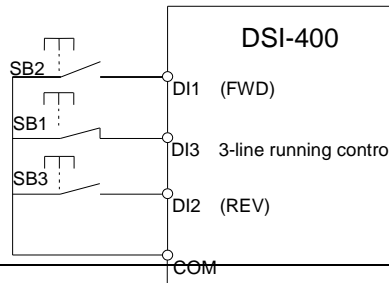 DSI-400
SB2
DI1 (FWD)
SB1
DI3 3-line running contro
SB3
DI2 (REV)
COM